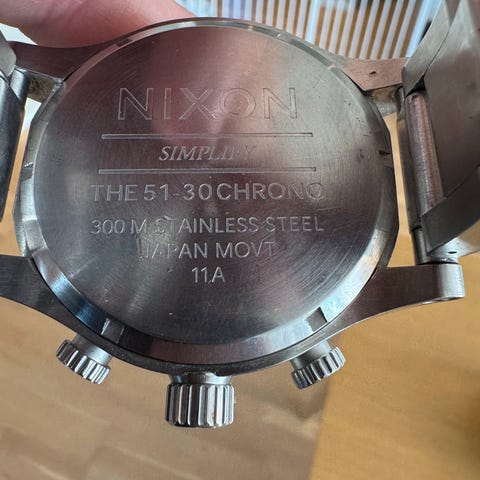 NIXON
SIMPLIFY
THE 51-30 CHRONO
300 M STAINLESS STEEL
JAPAN MOVT
11A